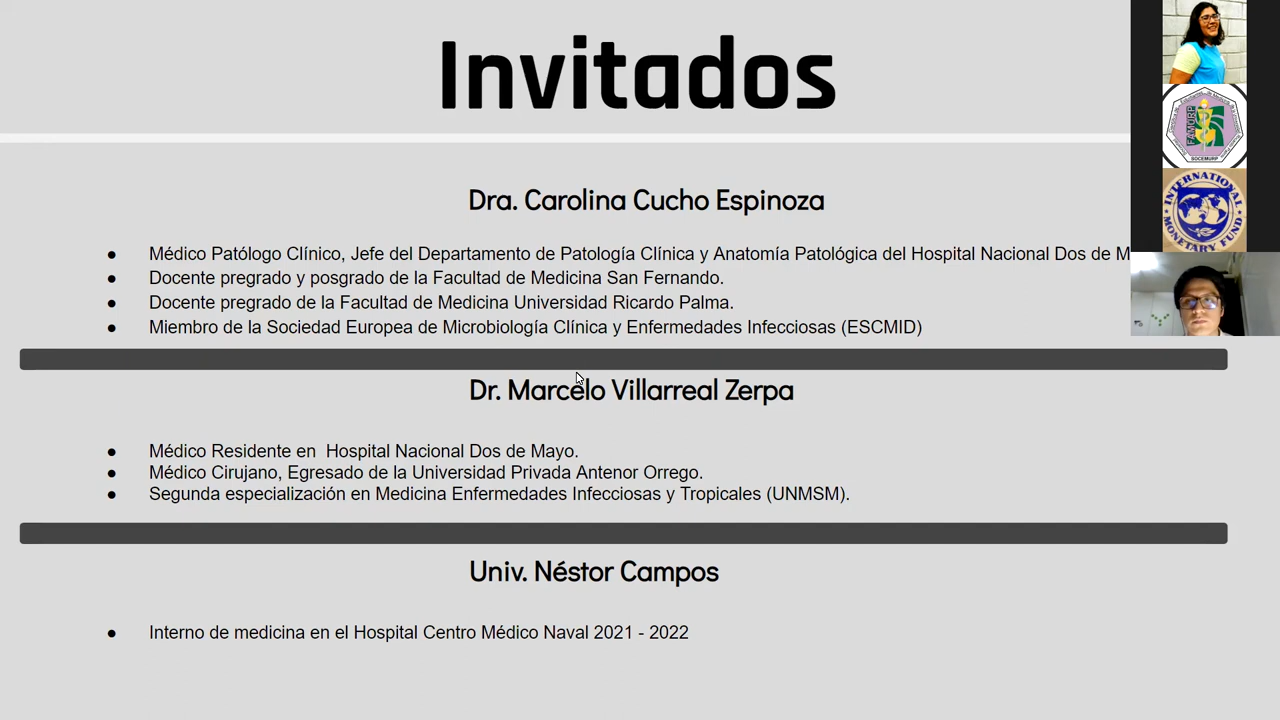 Invitados
Dra. Carolina Cucho Espinoza
● Médico Patólogo Clínico, Jefe del Departamento de Patología Clínica y Anatomía Patológica del Hospital Nacional Dos de M
● Docente pregrado y posgrado de la Facultad de Medicina San Fernando.
● Docente pregrado de la Facultad de Medicina Universidad Ricardo Palma.
● Miembro de la Sociedad Europea de Microbiología Clínica y Enfermedades Infecciosas (ESCMID)
Dr. Marcelo Villarreal Zerpa
● Médico Residente en  Hospital Nacional Dos de Mayo.
● Médico Cirujano, Egresado de la Universidad Privada Antenor Orrego.
● Segunda especialización en Medicina Enfermedades Infecciosas y Tropicales (UNMSM).
Univ. Néstor Campos
● Interno de medicina en el Hospital Centro Médico Naval 2021 - 2022
FAMURP
SOCEMURP
INTERNATIONAL
MONETARY FUND